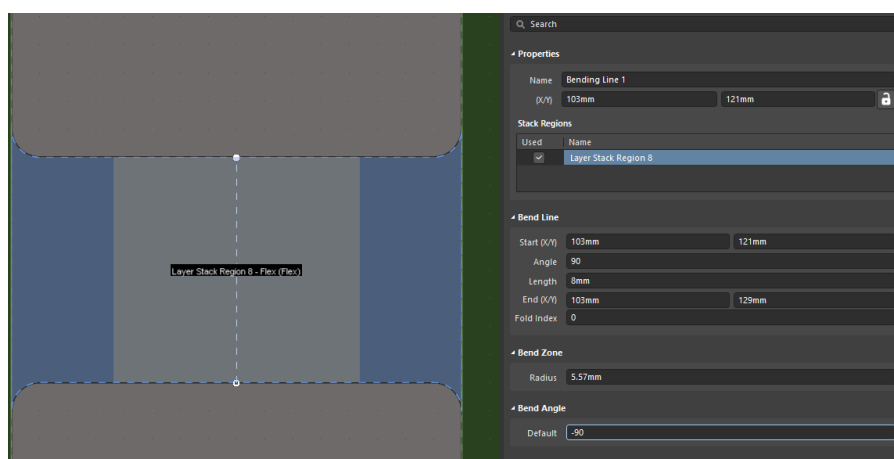 Search
Properties
Name Bending Line 1
(X/Y) 103mm 121mm
Stack Regions
Used Name
Layer Stack Region 8
Bend Line
Start (X/Y) 103mm 121mm
Angle 90
Length 8mm
End (X/Y) 103mm 129mm
Fold Index 0
Bend Zone
Radius 5.57mm
Bend Angle
Default -90
Layer Stack Region 8 - Flex (Flex)